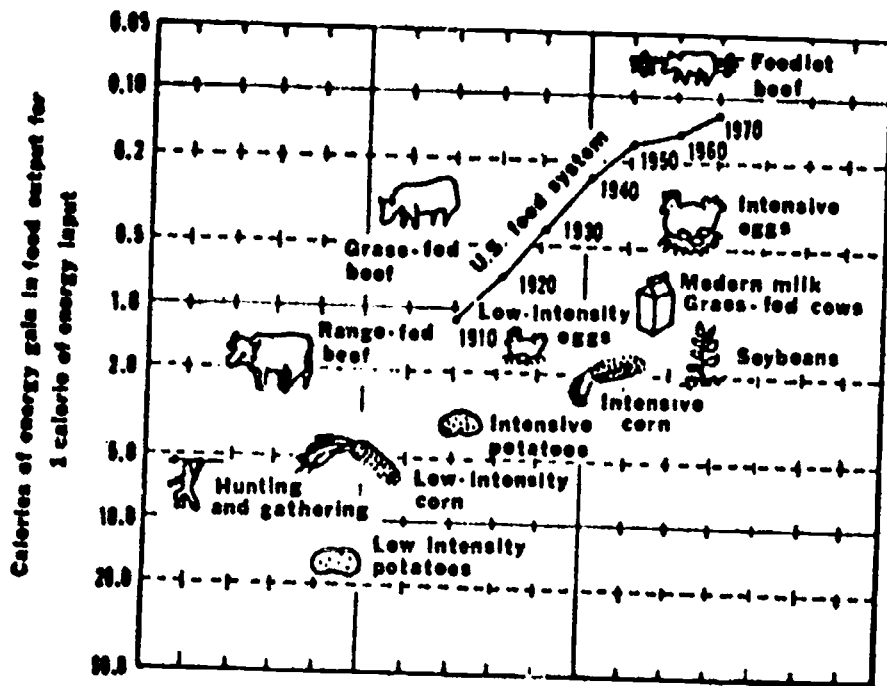 Calories of energy gain in food output for
1 calorie of energy input
0.05
0.10
0.2
0.5
1.0
2.0
5.0
10.0
20.0
50.0
Feedlot
beef
1970
1960
1950
1940
1930
1920
1910
U.S. food system
Grass-fed
beef
Intensive
eggs
Modern milk
Grass-fed cows
Low-intensity
eggs
Range-fed
beef
Soybeans
Intensive
corn
Intensive
potatoes
Low-intensity
corn
Hunting
and gathering
Low intensity
potatoes